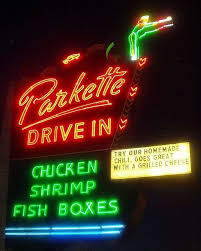 Parkette
DRIVE IN
CHICKEN
SHRIMP
FISH BOXES
TRY OUR HOMEMADE
CHILI, GOES GREAT
WITH A GRILLED CHEESE